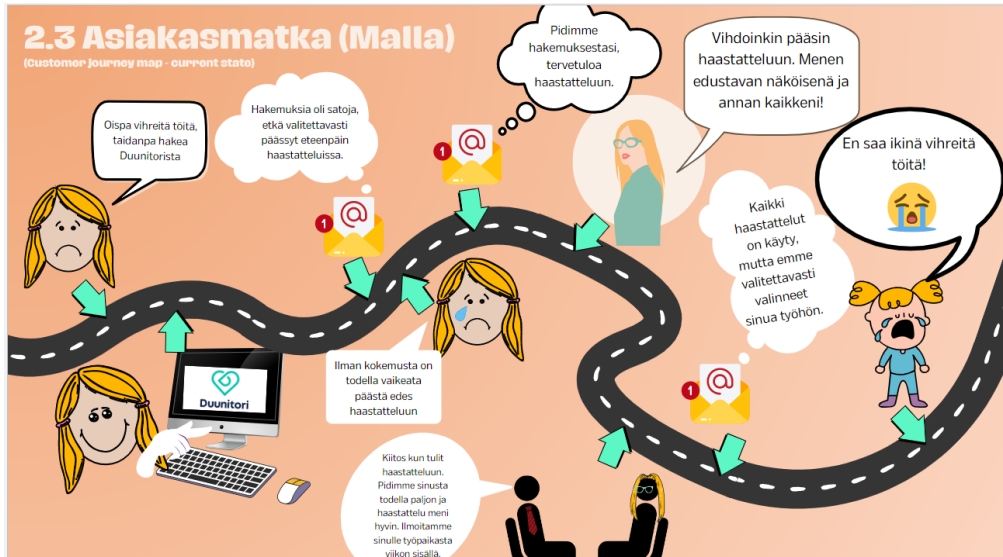 2.3 Asiakasmatka (Malla)
(Customer journey map - current state)
Oispa vihreitä töitä,
taidanpa hakea
Duunitorista
Hakemuksia oli satoja,
etkä valitettavasti
päässyt eteenpäin
haastatteluissa.
1
@
Pidimme
hakemuksestasi,
tervetuloa
haastatteluun.
1
@
Vihdoinkin pääsin
haastatteluun. Menen
edustavan näköisenä ja
annan kaikkeni!
En saa ikinä vihreitä
töitä!
Kaikki
haastattelut
on käyty,
mutta emme
valitettavasti
valinneet
sinua työhön.
1
@
Duunitori
Ilman kokemusta on
todella vaikeata
päästä edes
haastatteluun
Kiitos kun tulit
haastatteluun.
Pidimme sinusta
todella paljon ja
haastattelu meni
hyvin. Ilmoitamme
sinulle työpaikasta
viikon sisällä.